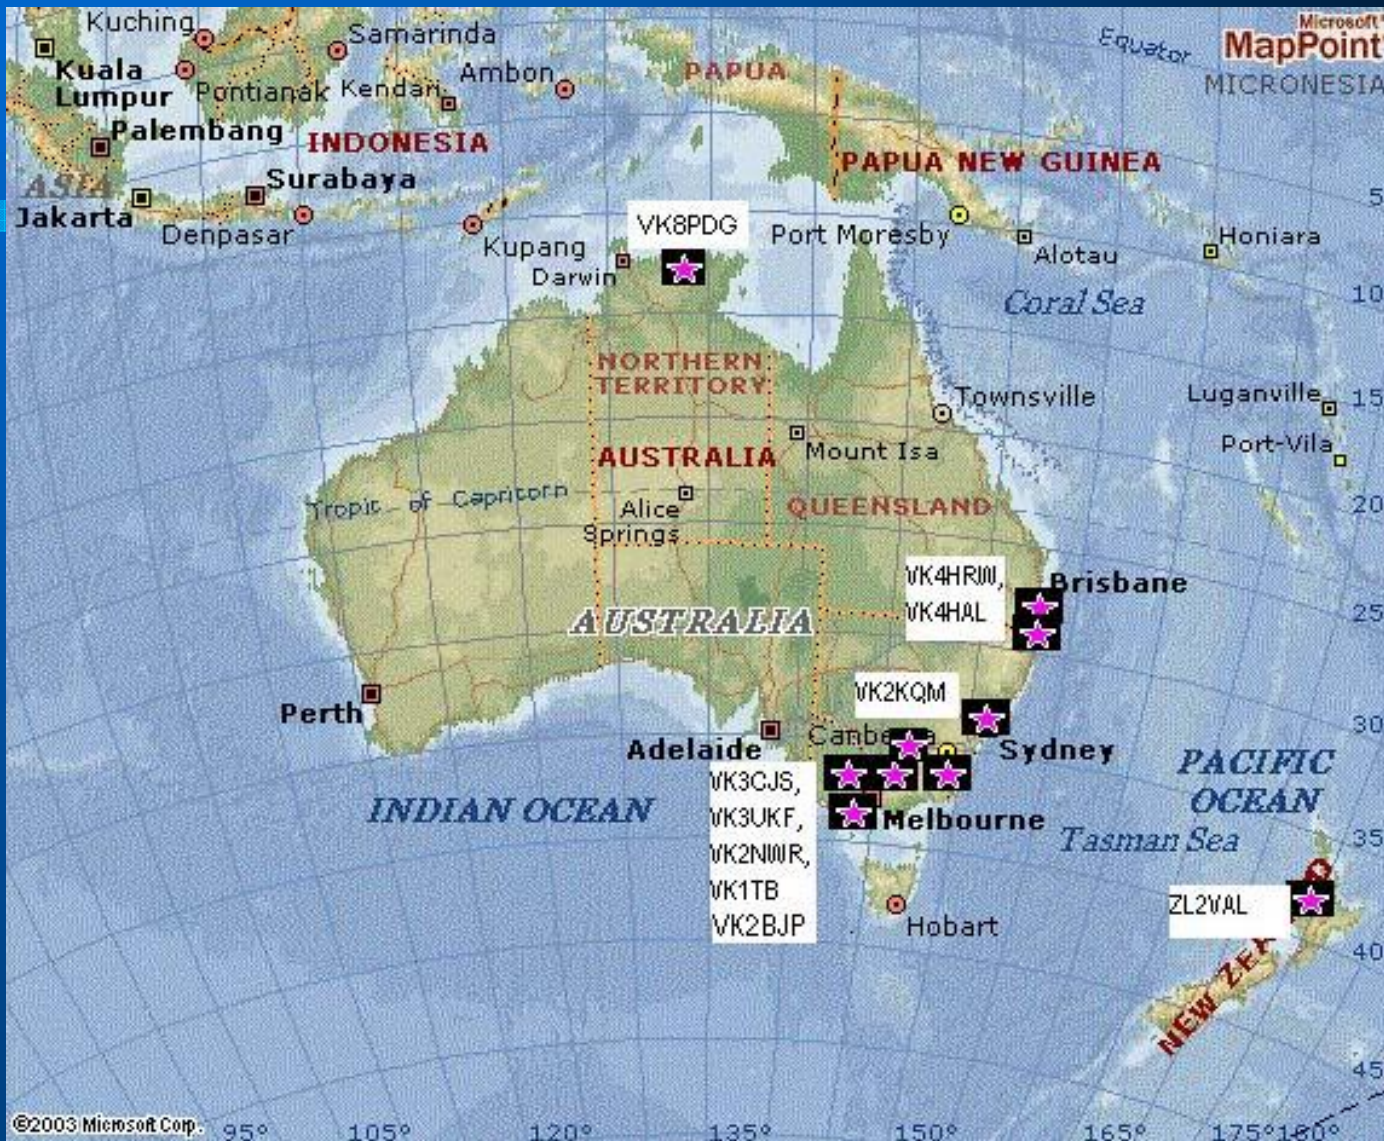 Kuching
Samarinda
Equator
Microsoft
MapPoint
MICRONESIA
Kuala
Lumpur
Pontianak
Kendari
Ambon
PAPUA
Palembang
INDONESIA
PAPUA NEW GUINEA
ASIA
Surabaya
Jakarta
Denpasar
Kupang
VK8PDG
Port Moresby
Alotau
Honiara
5
Darwin
Coral Sea
10
NORTHERN
TERRITORY
Townsville
Luganville
15
AUSTRALIA
Mount Isa
Port-Vila
Tropic of Capricorn
Alice
Springs
QUEENSLAND
20
VK4HRW,
VK4HAL
Brisbane
25
AUSTRALIA
VK2KQM
Perth
Adelaide
Canberra
Sydney
30
PACIFIC
OCEAN
INDIAN OCEAN
VK3CJS,
VK3UKF,
VK2NWR,
VK1TB
VK2BJP
Melbourne
Tasman Sea
35
Hobart
ZL2VAL
40
NEW ZEA
45
©2003 Microsoft Corp.
95° 105° 120° 135° 150° 165° 175° 180°